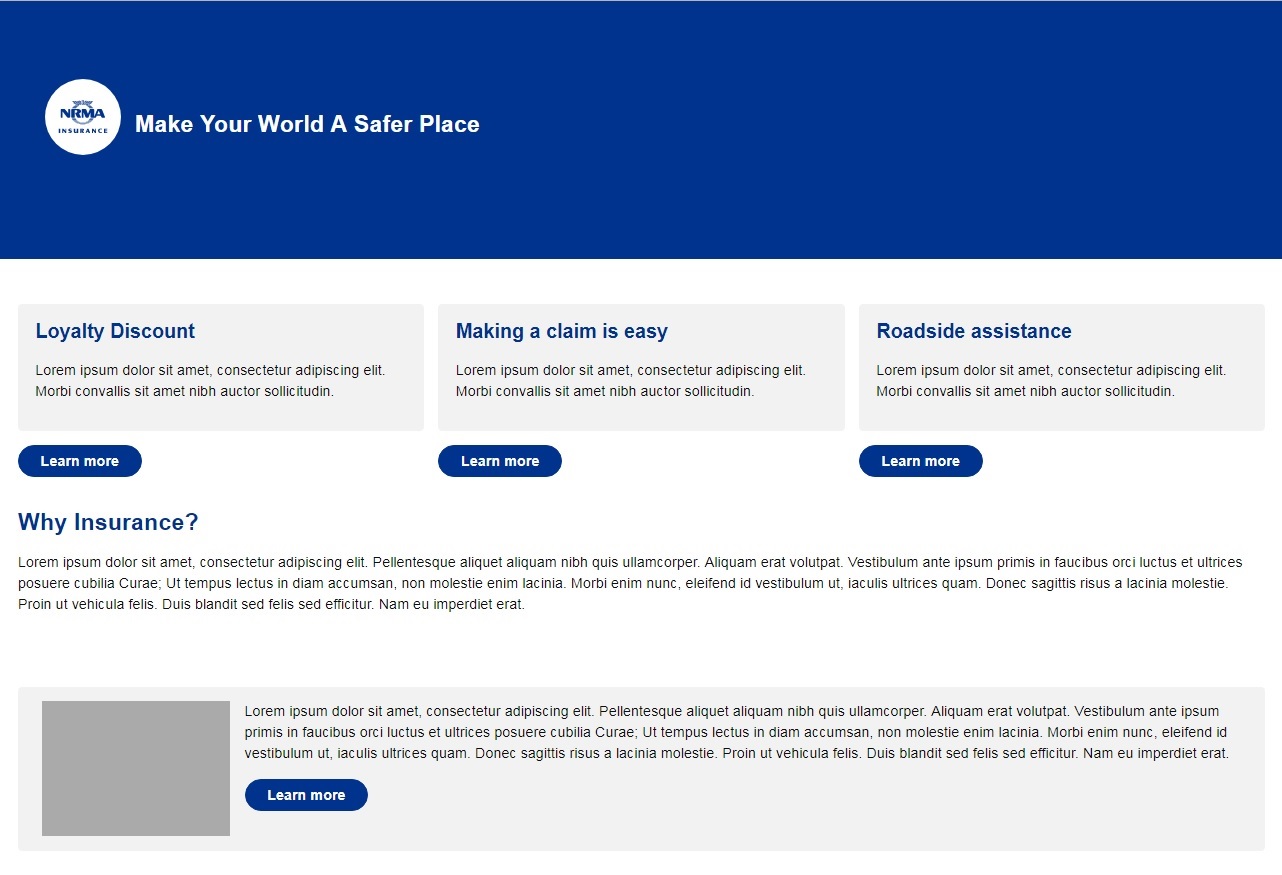 NRMA
INSURANCE
Make Your World A Safer Place
Loyalty Discount
Lorem ipsum dolor sit amet, consectetur adipiscing elit.
Morbi convallis sit amet nibh auctor sollicitudin.
Learn more
Making a claim is easy
Lorem ipsum dolor sit amet, consectetur adipiscing elit.
Morbi convallis sit amet nibh auctor sollicitudin.
Learn more
Roadside assistance
Lorem ipsum dolor sit amet, consectetur adipiscing elit.
Morbi convallis sit amet nibh auctor sollicitudin.
Learn more
Why Insurance?
Lorem ipsum dolor sit amet, consectetur adipiscing elit. Pellentesque aliquet aliquam nibh quis ullamcorper. Aliquam erat volutpat. Vestibulum ante ipsum primis in faucibus orci luctus et ultrices
posuere cubilia Curae; Ut tempus lectus in diam accumsan, non molestie enim lacinia. Morbi enim nunc, eleifend id vestibulum ut, iaculis ultrices quam. Donec sagittis risus a lacinia molestie.
Proin ut vehicula felis. Duis blandit sed felis sed efficitur. Nam eu imperdiet erat.
Lorem ipsum dolor sit amet, consectetur adipiscing elit. Pellentesque aliquet aliquam nibh quis ullamcorper. Aliquam erat volutpat. Vestibulum ante ipsum
primis in faucibus orci luctus et ultrices posuere cubilia Curae; Ut tempus lectus in diam accumsan, non molestie enim lacinia. Morbi enim nunc, eleifend id
vestibulum ut, iaculis ultrices quam. Donec sagittis risus a lacinia molestie. Proin ut vehicula felis. Duis blandit sed felis sed efficitur. Nam eu imperdiet erat.
Learn more